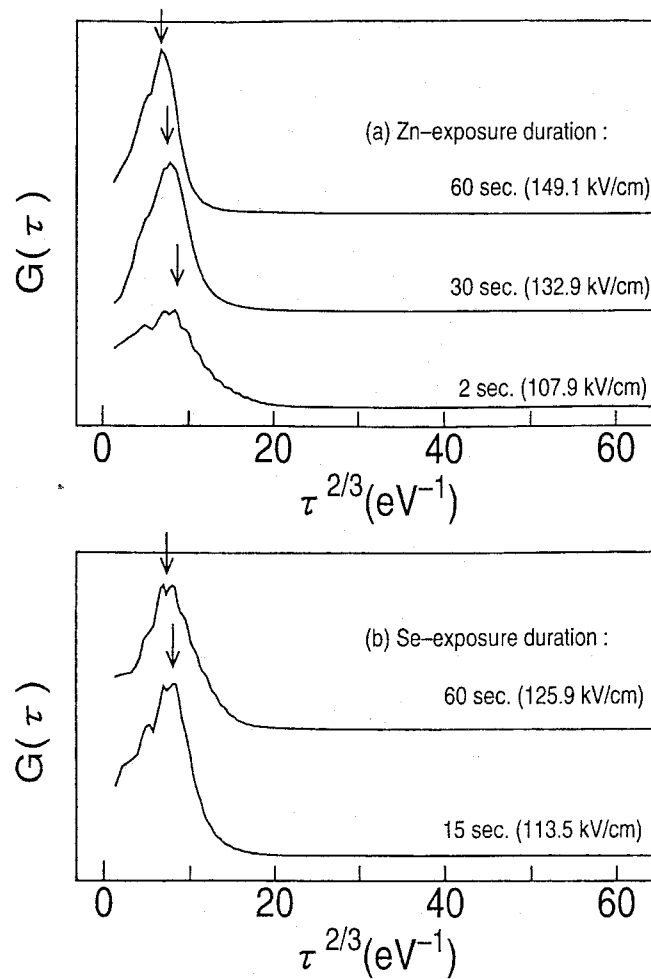 (a) Zn–exposure duration :
60 sec. (149.1 kV/cm)
30 sec. (132.9 kV/cm)
2 sec. (107.9 kV/cm)
G(τ)
0 20 40 60
τ 2/3(eV–1)
(b) Se–exposure duration :
60 sec. (125.9 kV/cm)
15 sec. (113.5 kV/cm)
G(τ)
0 20 40 60
τ 2/3(eV–1)